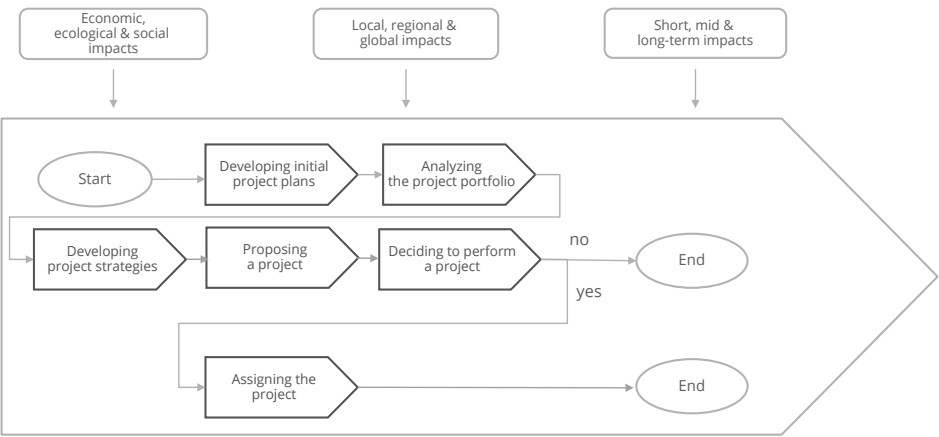 Economic,
ecological & social
impacts
Local, regional &
global impacts
Short, mid &
long-term impacts
Start
Developing initial
project plans
Analyzing
the project portfolio
Developing
project strategies
Proposing
a project
Deciding to perform
a project
no
yes
End
Assigning the
project
End